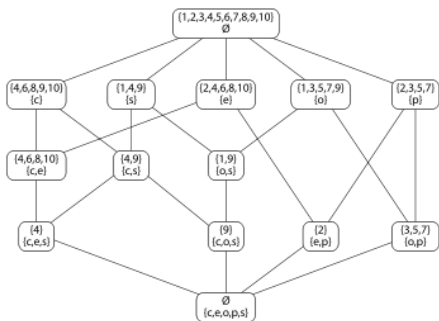 {1,2,3,4,5,6,7,8,9,10}
Ø
{4,6,8,9,10}
{c}
{1,4,9}
{s}
{2,4,6,8,10}
{e}
{1,3,5,7,9}
{o}
{2,3,5,7}
{p}
{4,6,8,10}
{c,e}
{4,9}
{c,s}
{1,9}
{o,s}
{4}
{c,e,s}
{9}
{c,o,s}
{2}
{e,p}
{3,5,7}
{o,p}
Ø
{c,e,o,p,s}